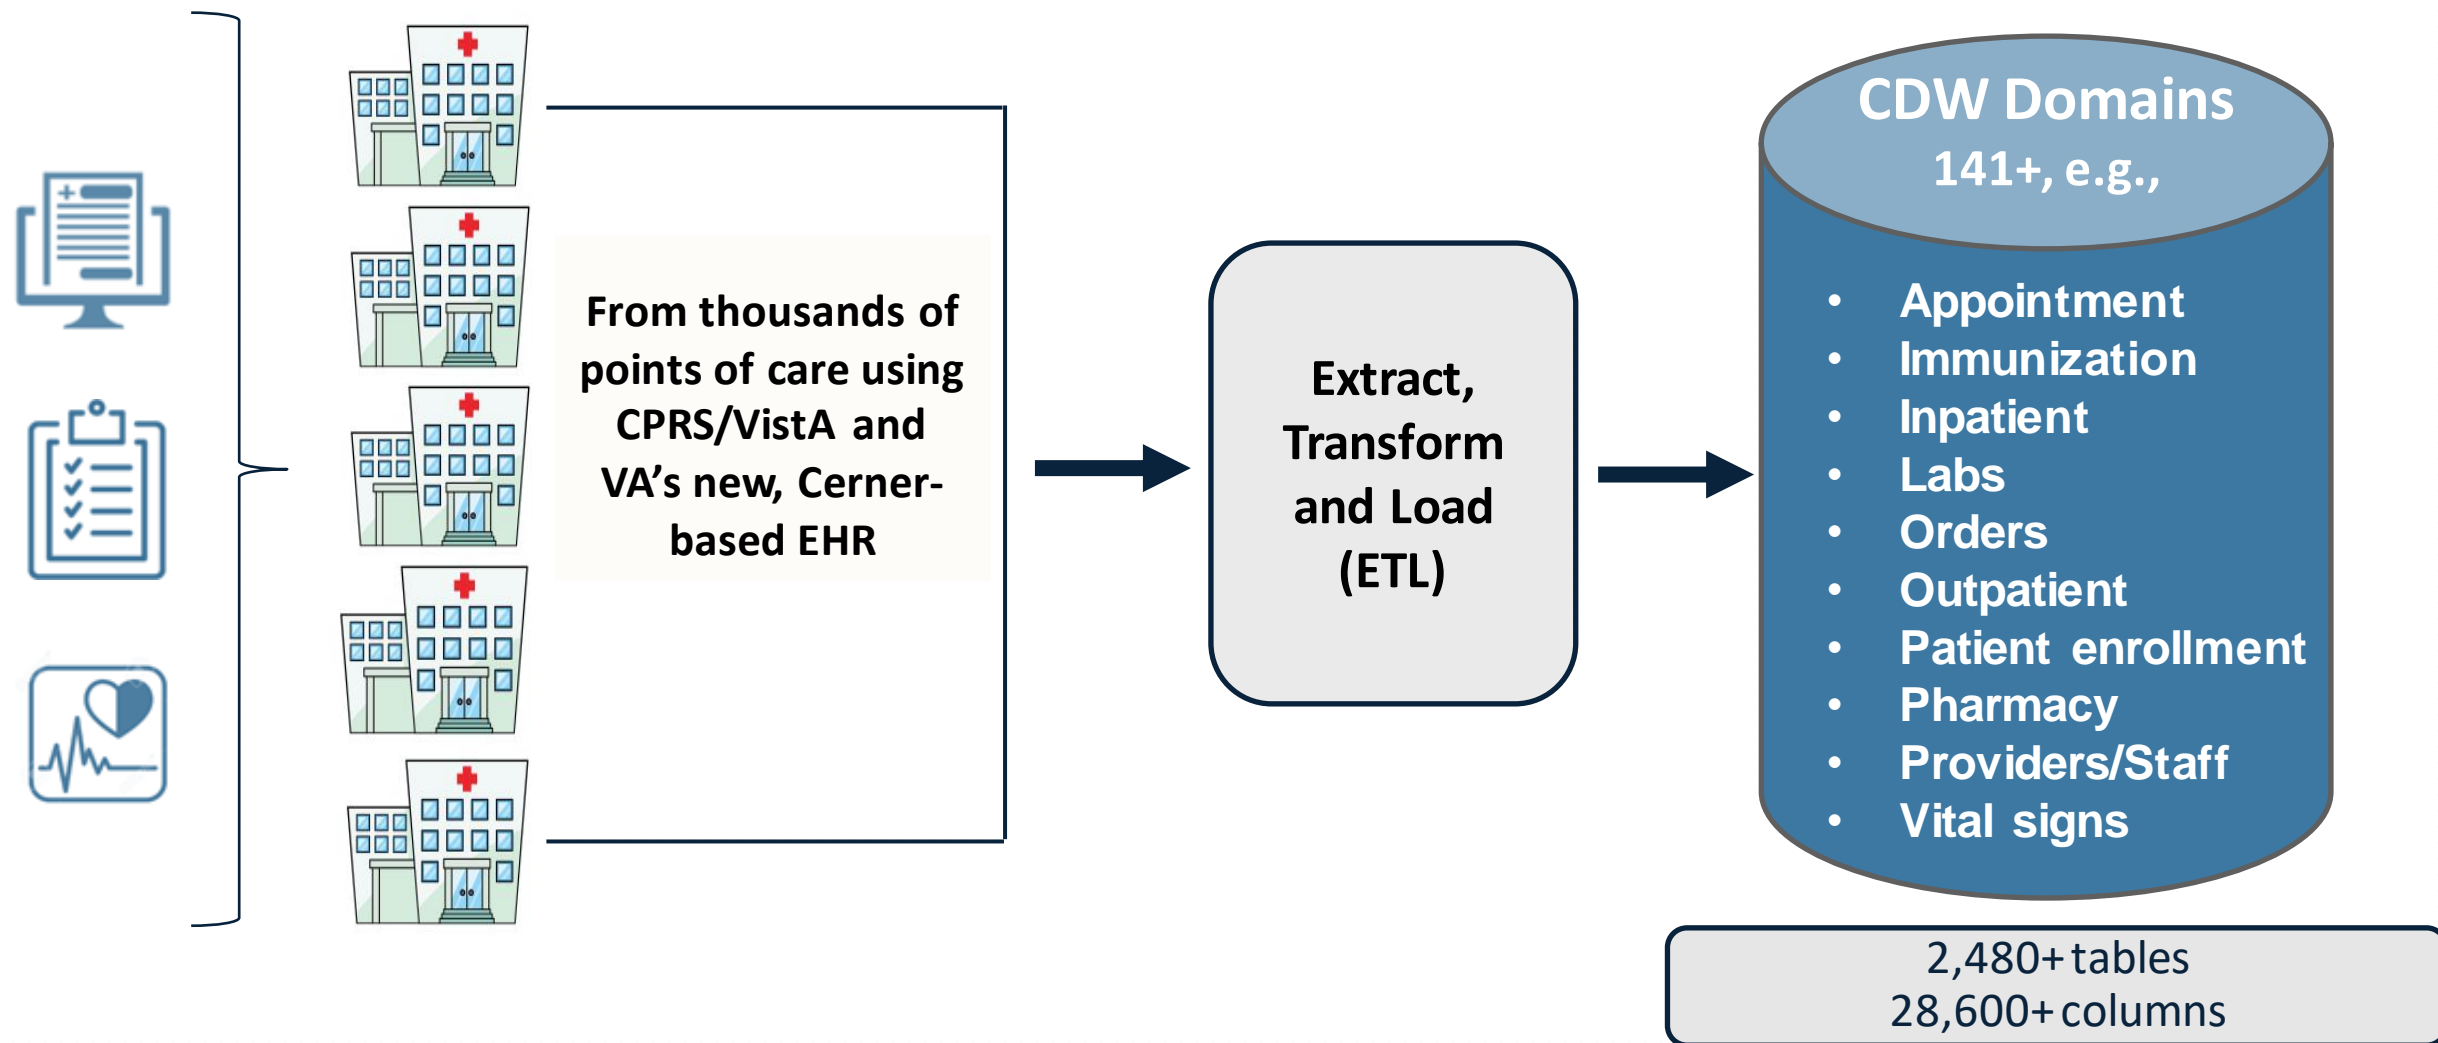 From thousands of
points of care using
CPRS/VistA and
VA’s new, Cerner-
based EHR
Extract,
Transform
and Load
(ETL)
CDW Domains
141+, e.g.,
• Appointment
• Immunization
• Inpatient
• Labs
• Orders
• Outpatient
• Patient enrollment
• Pharmacy
• Providers/Staff
• Vital signs
2,480+ tables
28,600+ columns